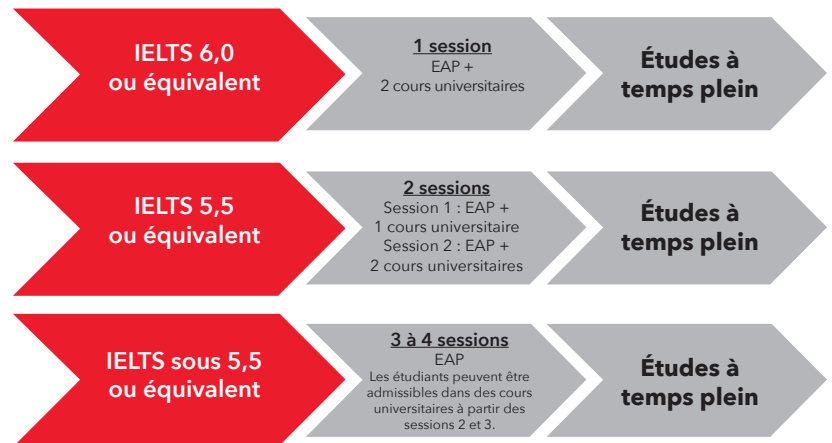 IELTS 6,0
ou équivalent
1 session
EAP +
2 cours universitaires
Études à
temps plein
IELTS 5,5
ou équivalent
2 sessions
Session 1 : EAP +
1 cours universitaire
Session 2 : EAP +
2 cours universitaires
Études à
temps plein
IELTS sous 5,5
ou équivalent
3 à 4 sessions
EAP
Les étudiants peuvent être
admissibles dans des cours
universitaires à partir des
sessions 2 et 3.
Études à
temps plein